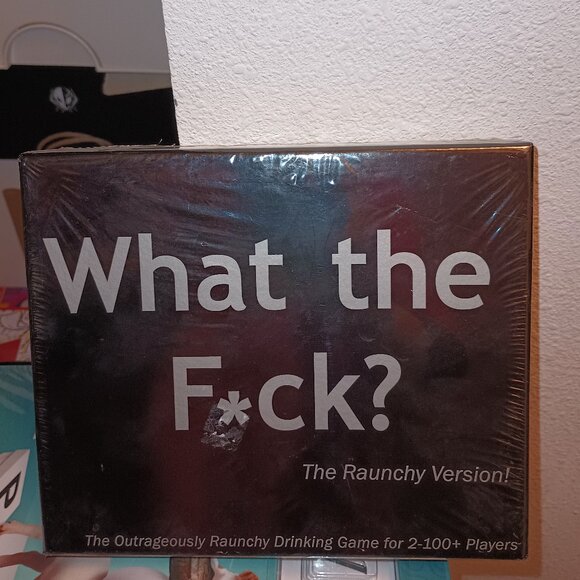 What the
F*ck?
The Raunchy Version!
The Outrageously Raunchy Drinking Game for 2-100+ Players
P